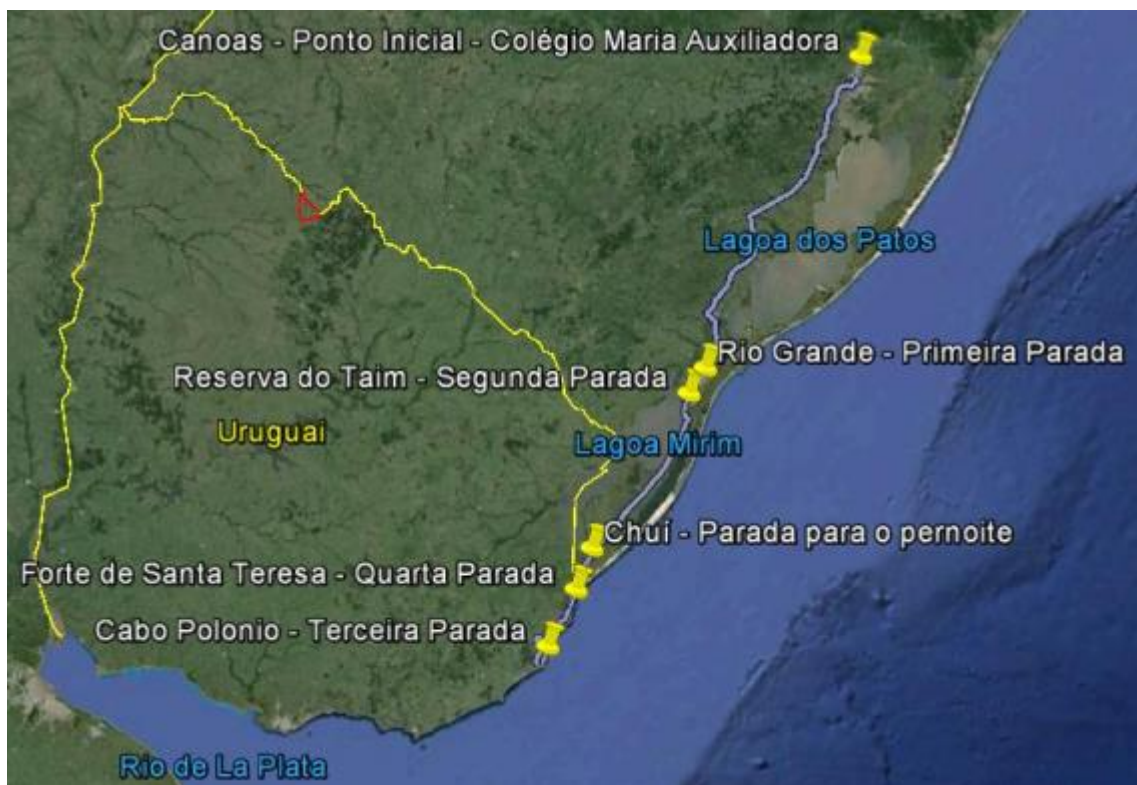 Canoas - Ponto Inicial - Colégio Maria Auxiliadora
Lagoa dos Patos
Rio Grande - Primeira Parada
Reserva do Taim - Segunda Parada
Uruguai
Lagoa Mirim
Chuí - Parada para o pernoite
Forte de Santa Teresa - Quarta Parada
Cabo Polonio - Terceira Parada
Rio de La Plata